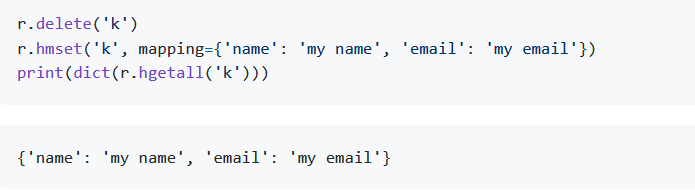 r.delete('k')
r.hmset('k', mapping={'name': 'my name', 'email': 'my email'})
print(dict(r.hgetall('k')))
{'name': 'my name', 'email': 'my email'}